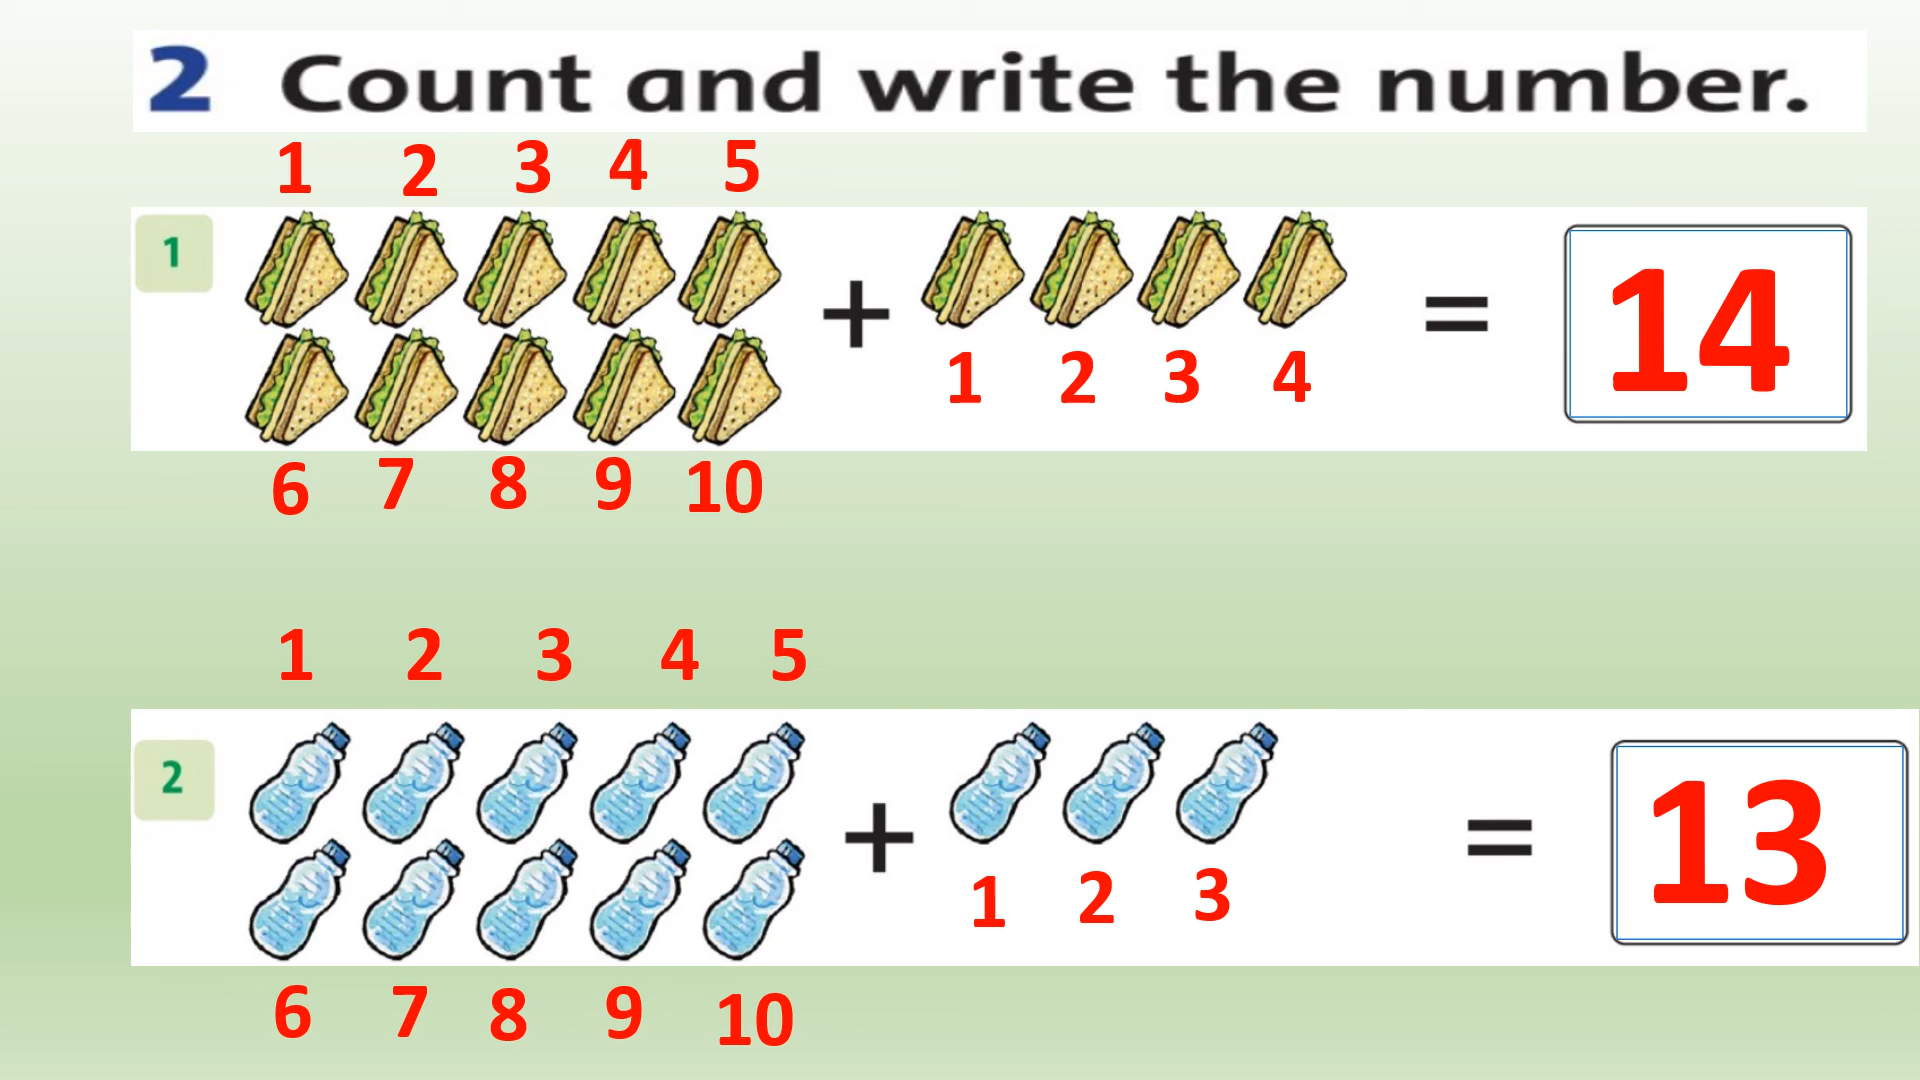 2 Count and write the number.
1 2 3 4 5
1 + = 14
1 2 3 4
6 7 8 9 10
1 2 3 4 5
2 + = 13
1 2 3
6 7 8 9 10